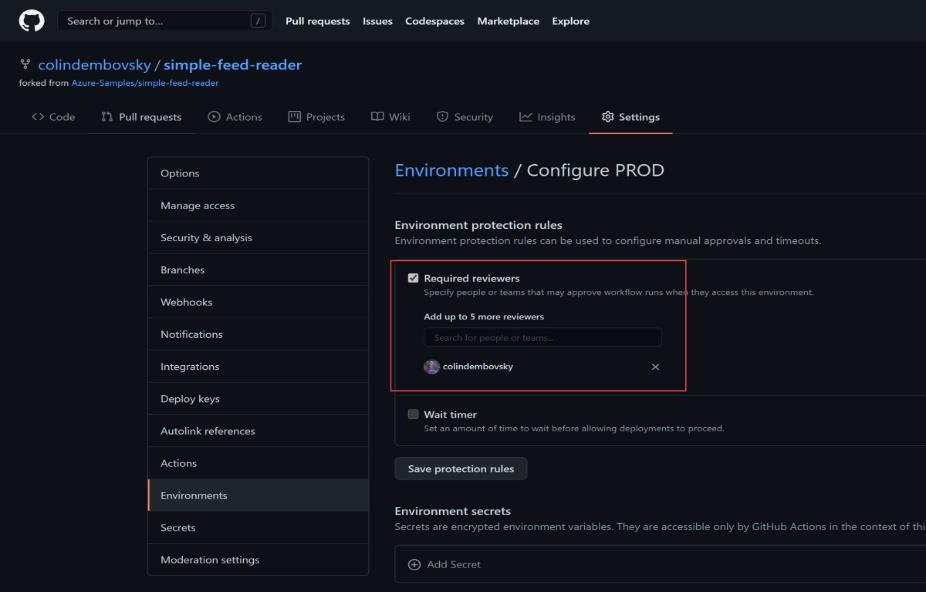 Search or jump to... /
Pull requests Issues Codespaces Marketplace Explore
colindembovsky / simple-feed-reader
forked from Azure-Samples/simple-feed-reader
<> Code Pull requests Actions Projects Wiki Security Insights Settings
Options
Manage access
Security & analysis
Branches
Webhooks
Notifications
Integrations
Deploy keys
Autolink references
Actions
Environments
Secrets
Moderation settings
Environments / Configure PROD
Environment protection rules
Environment protection rules can be used to configure manual approvals and timeouts.
Required reviewers
Specify people or teams that may approve workflow runs when they access this environment.
Add up to 5 more reviewers
Search for people or teams...
colindembovsky
Wait timer
Set an amount of time to wait before allowing deployments to proceed.
Save protection rules
Environment secrets
Secrets are encrypted environment variables. They are accessible only by GitHub Actions in the context of
Add Secret